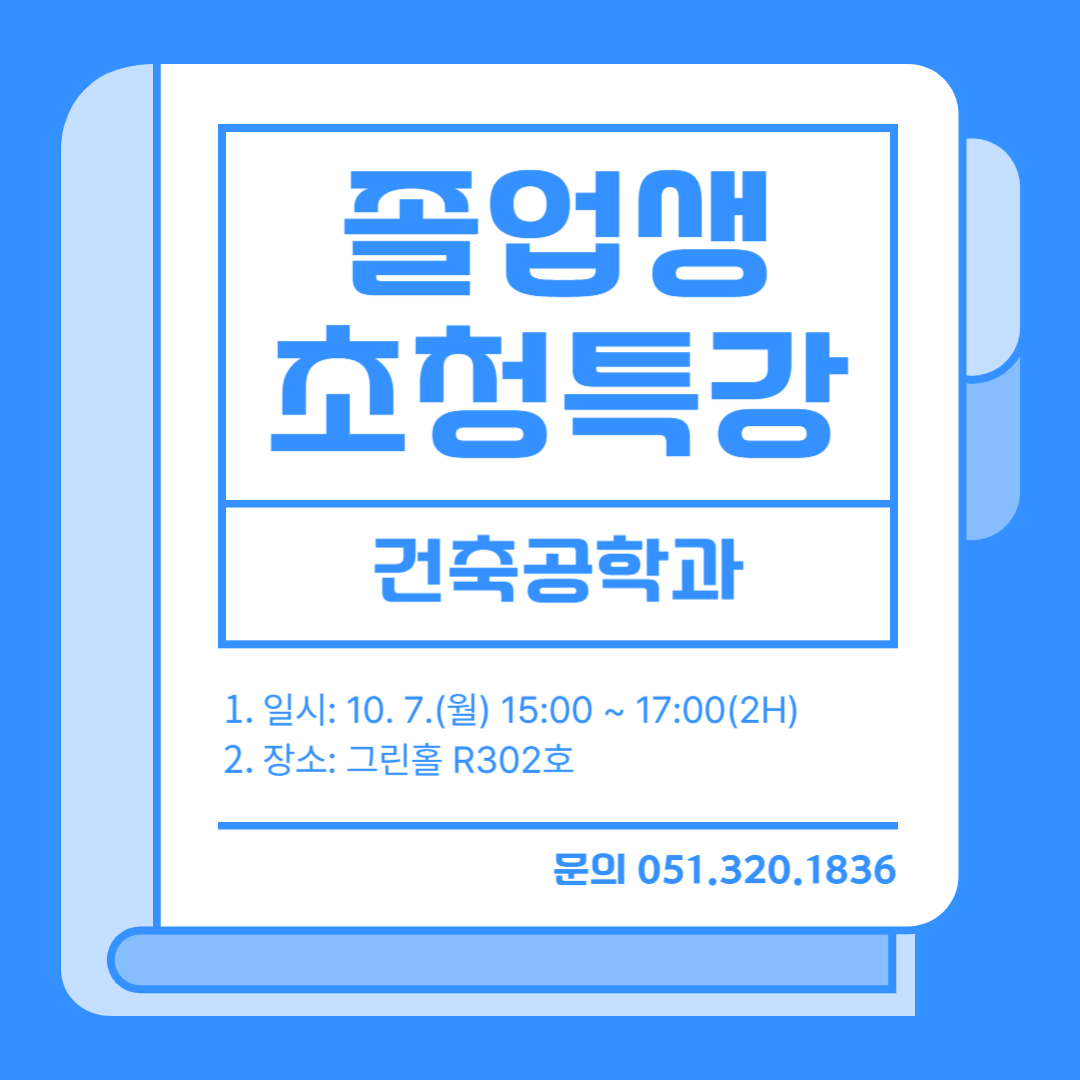 졸업생
초청특강
건축공학과
1. 일시: 10. 7.(월) 15:00 ~ 17:00(2H)
2. 장소: 그린홀 R302호
문의 051.320.1836